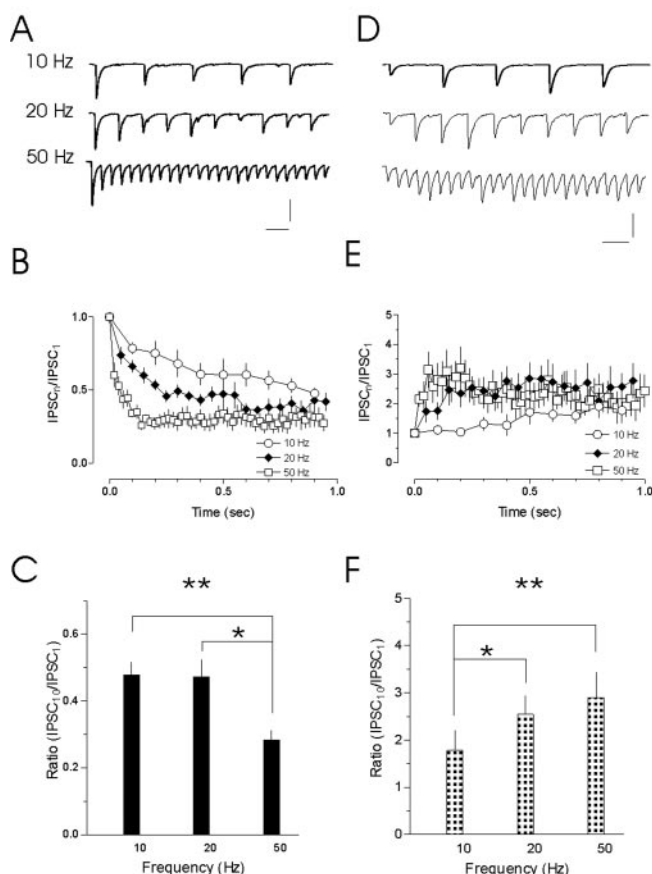 A
10 Hz
20 Hz
50 Hz
D
B
IPSCn/IPSC1
1.0
0.5
0.0
10 Hz
20 Hz
50 Hz
0.0 0.5 1.0
Time (sec)
E
IPSCn/IPSC1
5
4
3
2
1
0
10 Hz
20 Hz
50 Hz
0.0 0.5 1.0
Time (sec)
C
**
*
Ratio (IPSC10/IPSC1)
0.6
0.4
0.2
0.0
10 20 50
Frequency (Hz)
F
**
*
Ratio (IPSC10/IPSC1)
5
4
3
2
1
0
10 20 50
Frequency (Hz)